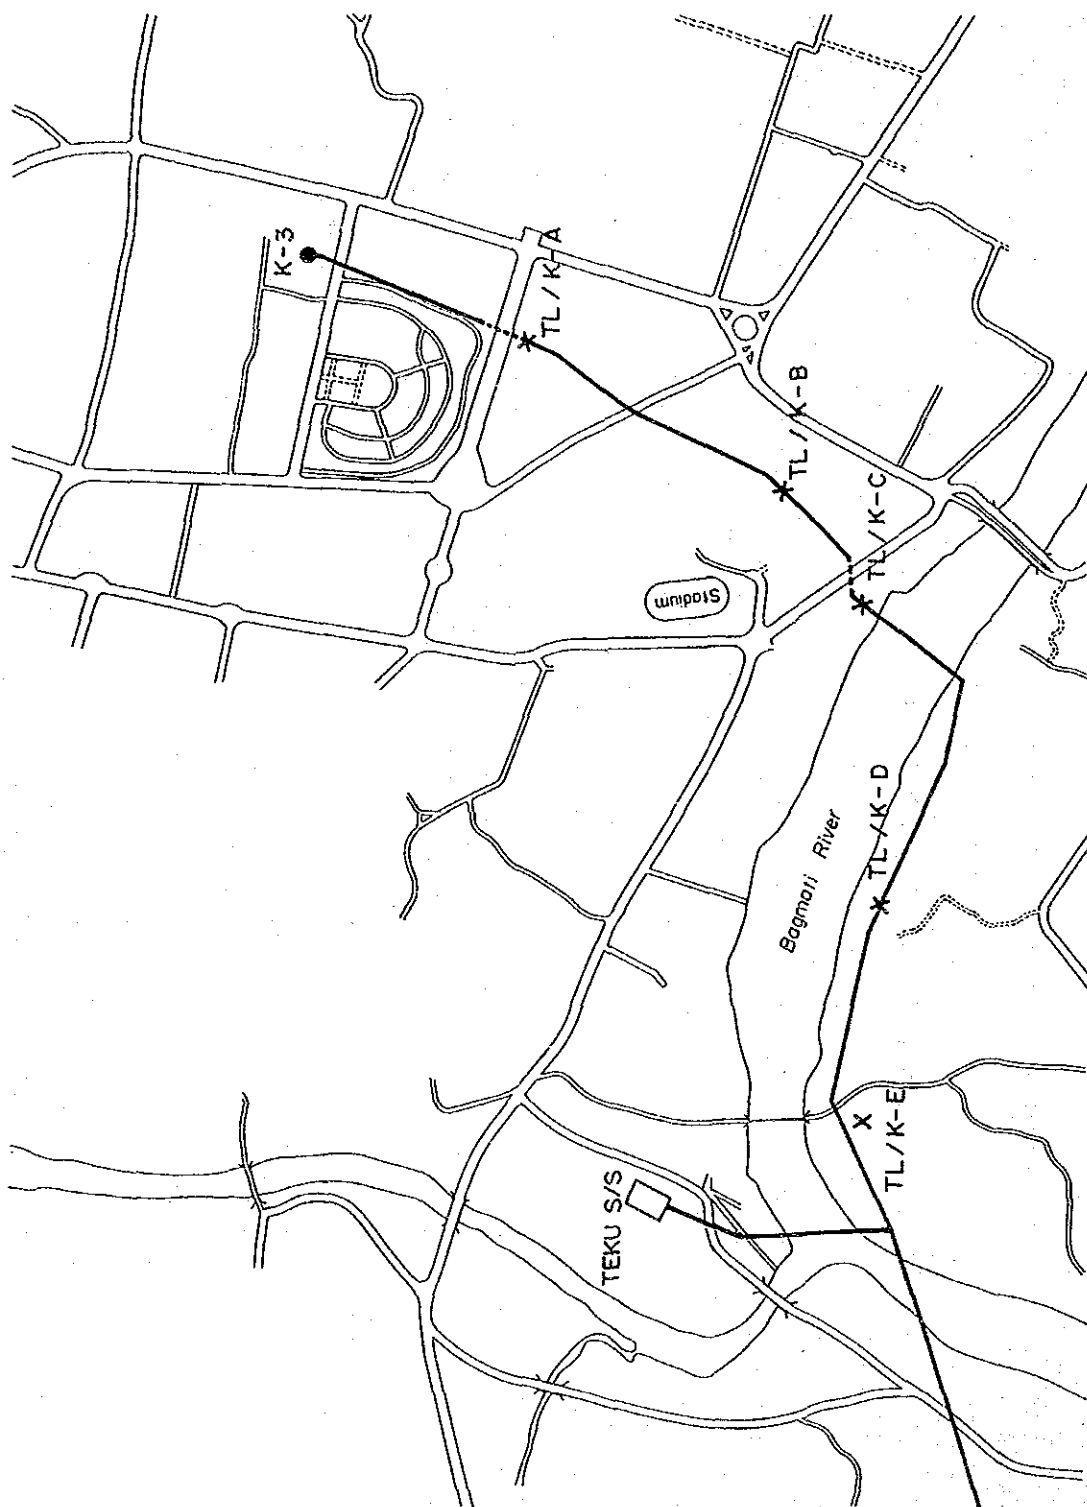 K-3
TL/K-A
TL/K-B
TL/K-C
Stadium
TL/K-D
Bagmati River
TL/K-E
TEKU S/S